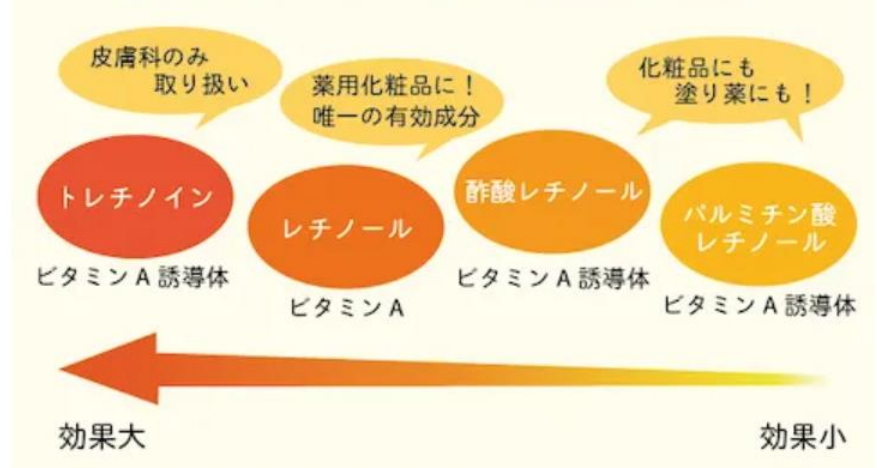 皮膚科のみ
取り扱い
薬用化粧品に！
唯一の有効成分
化粧品にも
塗り薬にも！
トレチノイン
ビタミンA誘導体
レチノール
ビタミンA
酢酸レチノール
ビタミンA誘導体
パルミチン酸
レチノール
ビタミンA誘導体
効果大
効果小